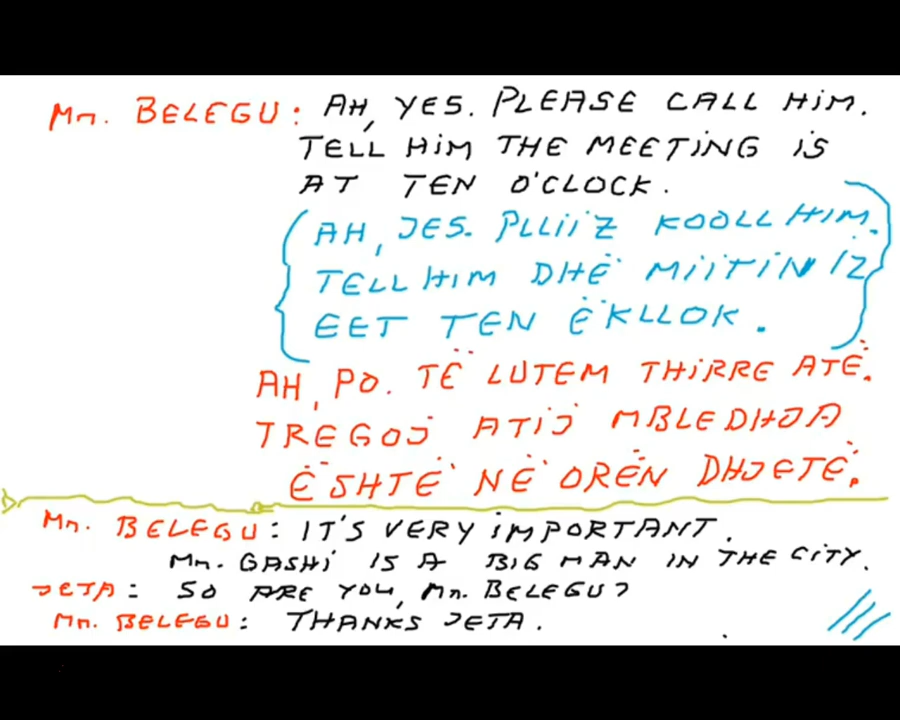 Mr. BELEGU: AH, YES. PLEASE CALL HIM.
TELL HIM THE MEETING IS
AT TEN O'CLOCK.
(AH, JES. PLLIIZ KOOLL HIM.
TELL HIM DHË MIITIN IZ
EET TEN ËKLLOK.)
AH, PO. TË LUTEM THIRRE ATË.
TREGOJ ATIJ MBLEDHJA
ËSHTË NË ORËN DHJETË.
Mr. BELEGU: IT'S VERY IMPORTANT.
Mr. GASHI IS A BIG MAN IN THE CITY.
JETA: SO ARE YOU, Mr. BELEGU?
Mr. BELEGU: THANKS JETA.